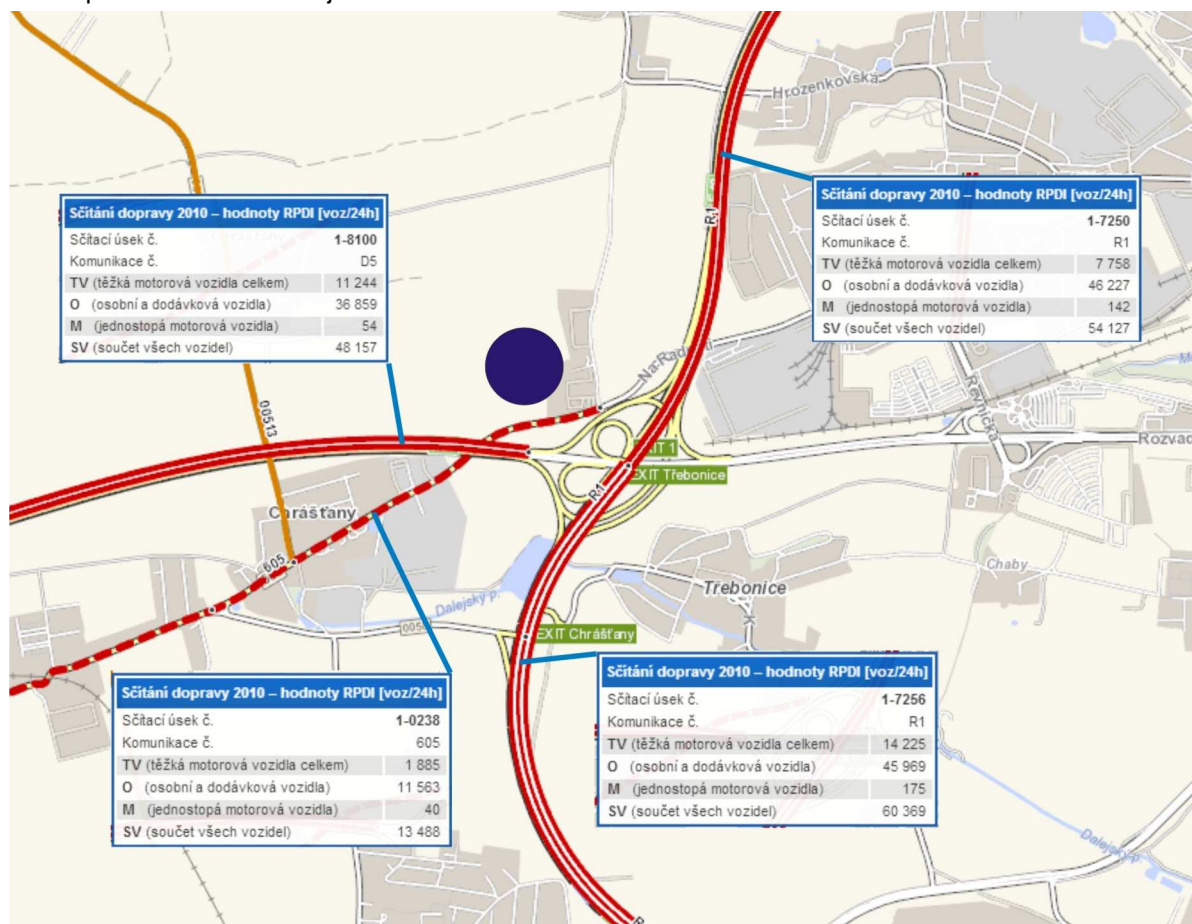 Hrozenkovská
Sčítání dopravy 2010 – hodnoty RPDI [voz/24h]
Sčítací úsek č. 1-8100
Komunikace č. D5
TV (těžká motorová vozidla celkem) 11 244
O (osobní a dodávková vozidla) 36 859
M (jednostopá motorová vozidla) 54
SV (součet všech vozidel) 48 157
Sčítání dopravy 2010 – hodnoty RPDI [voz/24h]
Sčítací úsek č. 1-7250
Komunikace č. R1
TV (těžká motorová vozidla celkem) 7 758
O (osobní a dodávková vozidla) 46 227
M (jednostopá motorová vozidla) 142
SV (součet všech vozidel) 54 127
R1
Řevnická
00513
EXIT 1
EXIT Třebonice
R1
Chrášťany
605
Třebonice
Chaby
Dalejský p.
EXIT Chrášťany
Sčítání dopravy 2010 – hodnoty RPDI [voz/24h]
Sčítací úsek č. 1-0238
Komunikace č. 605
TV (těžká motorová vozidla celkem) 1 885
O (osobní a dodávková vozidla) 11 563
M (jednostopá motorová vozidla) 40
SV (součet všech vozidel) 13 488
Sčítání dopravy 2010 – hodnoty RPDI [voz/24h]
Sčítací úsek č. 1-7256
Komunikace č. R1
TV (těžká motorová vozidla celkem) 14 225
O (osobní a dodávková vozidla) 45 969
M (jednostopá motorová vozidla) 175
SV (součet všech vozidel) 60 369
Dalejský p.